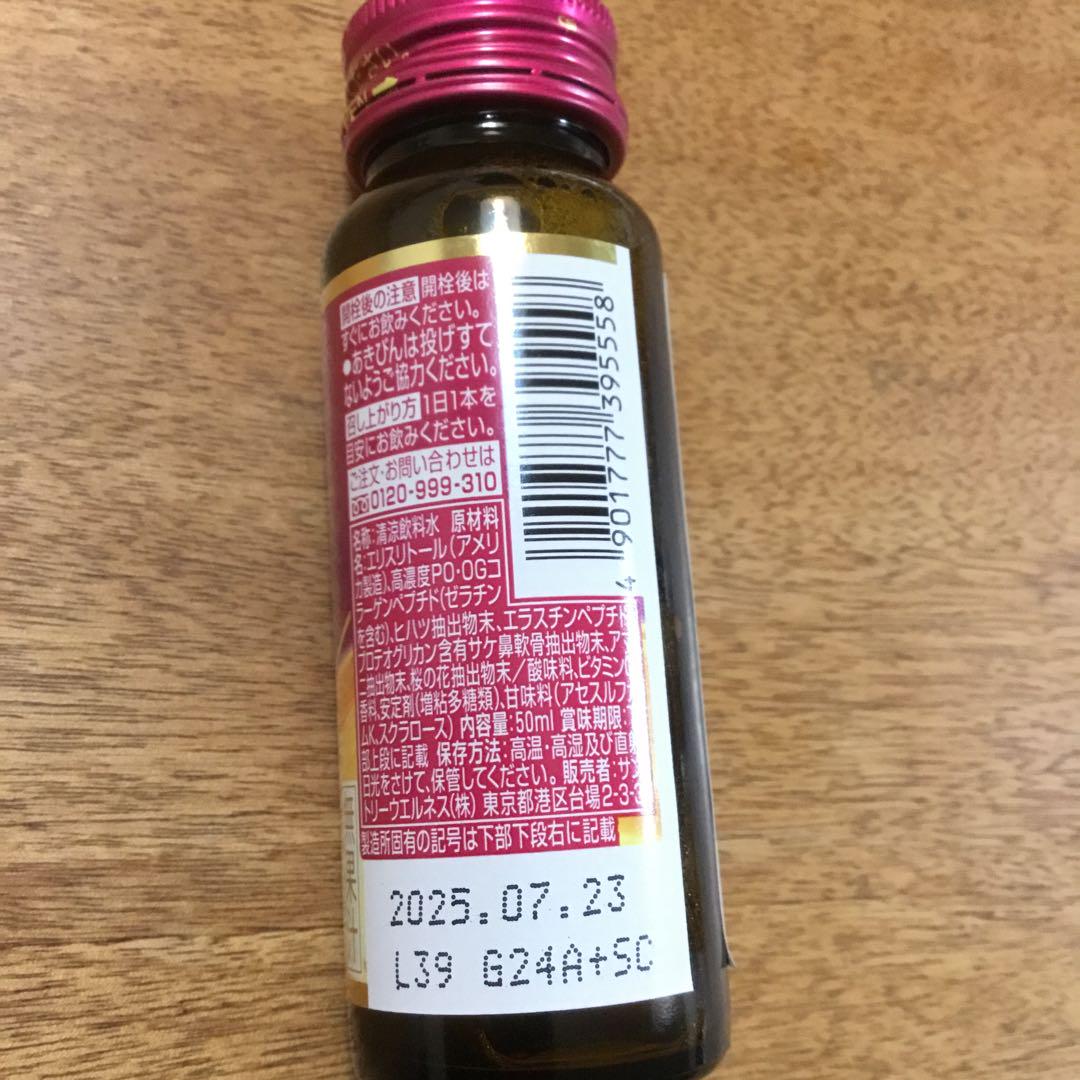 開栓後の注意 開栓後は
すぐにお飲みください。
●あきびんは投げすて
ないようご協力ください。
召し上がり方 1日1本を
目安にお飲みください。
ご注文・お問い合わせは
0120-999-310
名称:清涼飲料水 原材料
名:エリスリトール(アメリ
カ製造)、高濃度PO・OGコ
ラーゲンペプチド(ゼラチン
を含む)、ヒハツ抽出物末、エラスチンペプチド
プロテオグリカン含有サケ鼻軟骨抽出物末、アマ
ニ抽出物末、桜の花抽出物末/酸味料、ビタミンC
香料、安定剤(増粘多糖類)、甘味料(アセスルファ
ムK、スクラロース) 内容量:50ml 賞味期限:
部上段に記載 保存方法:高温・高湿及び直射
日光をさけて、保管してください。 販売者:サン
トリーウエルネス(株) 東京都港区台場2-3-3
製造所固有の記号は下部下段右に記載
4 901777 395558
2025.07.23
L39 G24A+SC